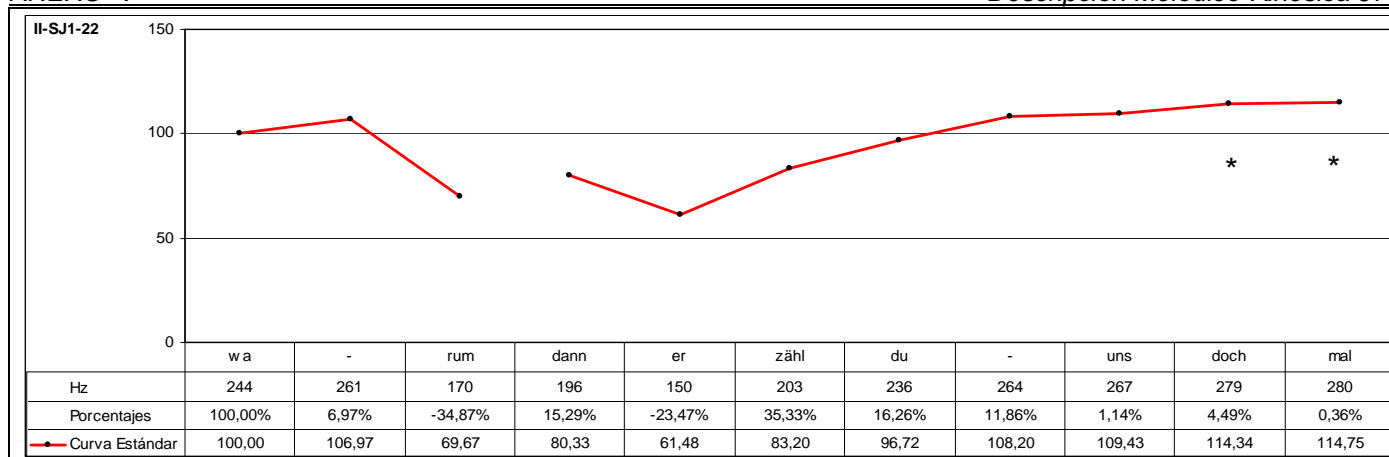 II-SJ1-22
150
100
50
0
* *
wa - rum dann er zähl du - uns doch mal
Hz 244 261 170 196 150 203 236 264 267 279 280
Porcentajes 100,00% 6,97% -34,87% 15,29% -23,47% 35,33% 16,26% 11,86% 1,14% 4,49% 0,36%
Curva Estándar 100,00 106,97 69,67 80,33 61,48 83,20 96,72 108,20 109,43 114,34 114,75